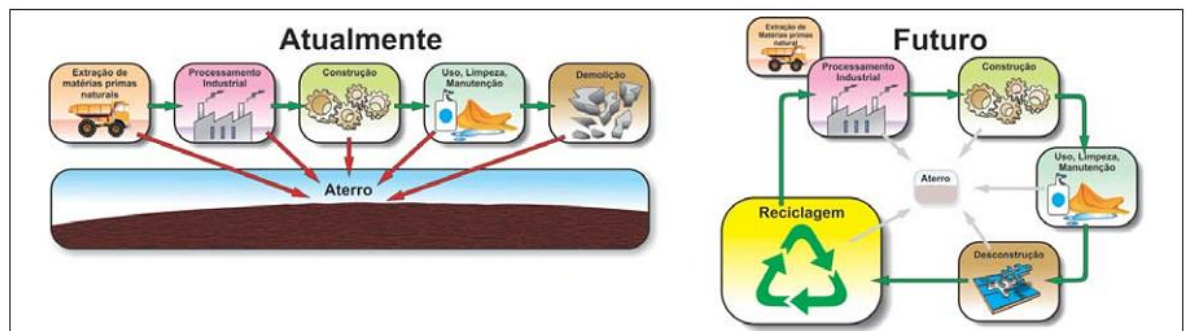 Atualmente
Extração de
matérias primas
naturais
Processamento
Industrial
Construção
Uso, Limpeza,
Manutenção
Demolição
Aterro
Futuro
Extração de
Matérias primas
natural
Processamento
Industrial
Construção
Uso, Limpeza,
Manutenção
Aterro
Reciclagem
Desconstrução